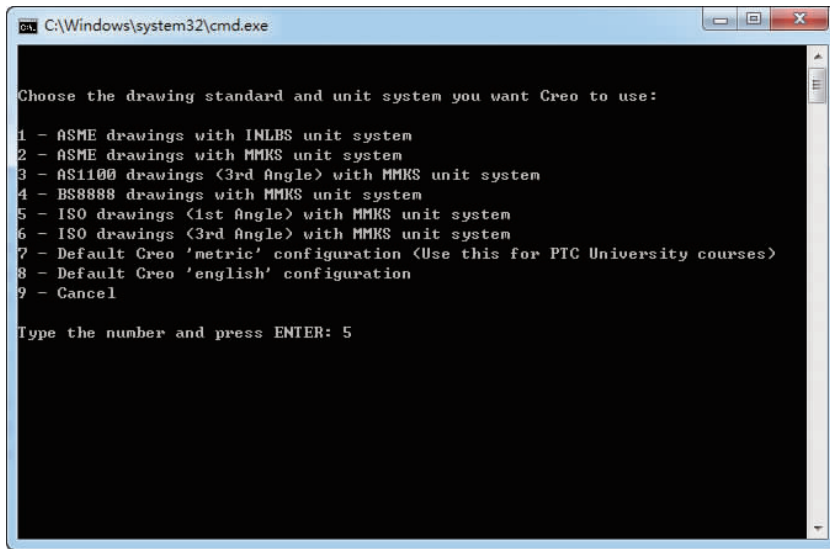 C:\Windows\system32\cmd.exe
Choose the drawing standard and unit system you want Creo to use:
1 - ASME drawings with INLBS unit system
2 - ASME drawings with MMKS unit system
3 - AS1100 drawings (3rd Angle) with MMKS unit system
4 - BS8888 drawings with MMKS unit system
5 - ISO drawings (1st Angle) with MMKS unit system
6 - ISO drawings (3rd Angle) with MMKS unit system
7 - Default Creo 'metric' configuration (Use this for PTC University courses)
8 - Default Creo 'english' configuration
9 - Cancel
Type the number and press ENTER: 5